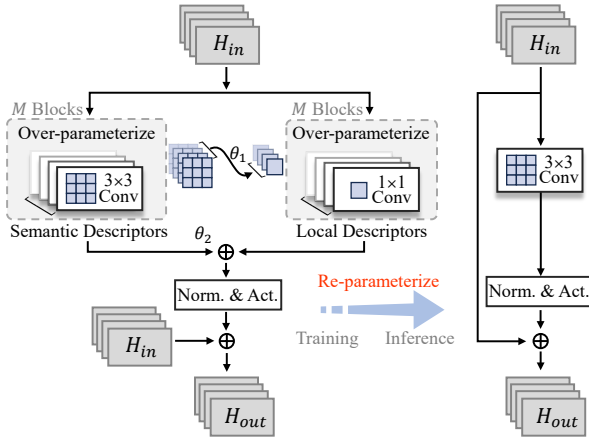 H_in
M Blocks
M Blocks
Over-parameterize
Over-parameterize
θ_1
3×3
Conv
1×1
Conv
Semantic Descriptors
Local Descriptors
θ_2
Norm. & Act.
H_in
Re-parameterize
Training
Inference
H_out
H_in
3×3
Conv
Norm. & Act.
H_out